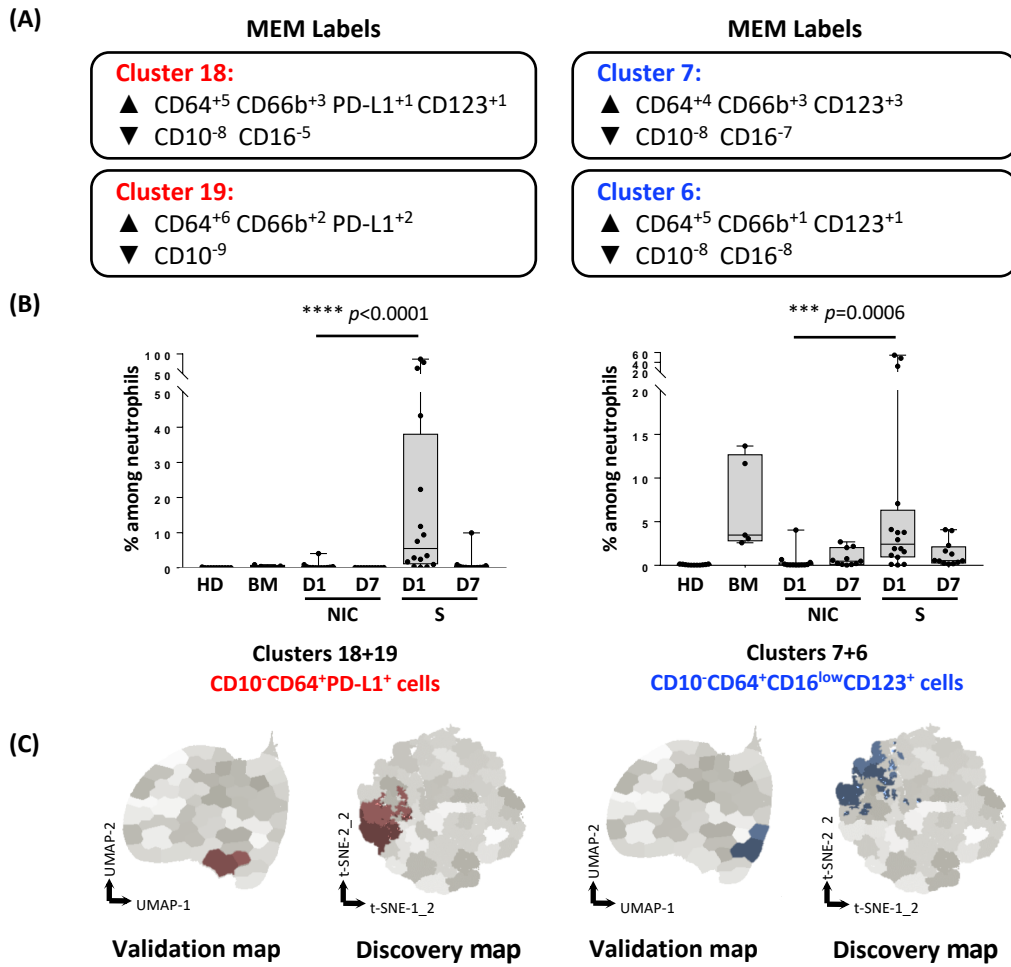 (A)
MEM Labels
MEM Labels
Cluster 18:
▲ CD64+5 CD66b+3 PD-L1+1 CD123+1
▼ CD10-8 CD16-5
Cluster 7:
▲ CD64+4 CD66b+3 CD123+3
▼ CD10-8 CD16-7
Cluster 19:
▲ CD64+6 CD66b+2 PD-L1+2
▼ CD10-9
Cluster 6:
▲ CD64+5 CD66b+1 CD123+1
▼ CD10-8 CD16-8
(B)
**** p<0.0001
% among neutrophils
100
50
50
40
30
20
10
0
HD BM D1 D7 D1 D7
NIC S
Clusters 18+19
CD10-CD64+PD-L1+ cells
*** p=0.0006
% among neutrophils
60
40
20
20
15
10
5
0
HD BM D1 D7 D1 D7
NIC S
Clusters 7+6
CD10-CD64+CD16lowCD123+ cells
(C)
UMAP-2
UMAP-1
Validation map
t-SNE-2_2
t-SNE-1_2
Discovery map
UMAP-2
UMAP-1
Validation map
t-SNE-2_2
t-SNE-1_2
Discovery map